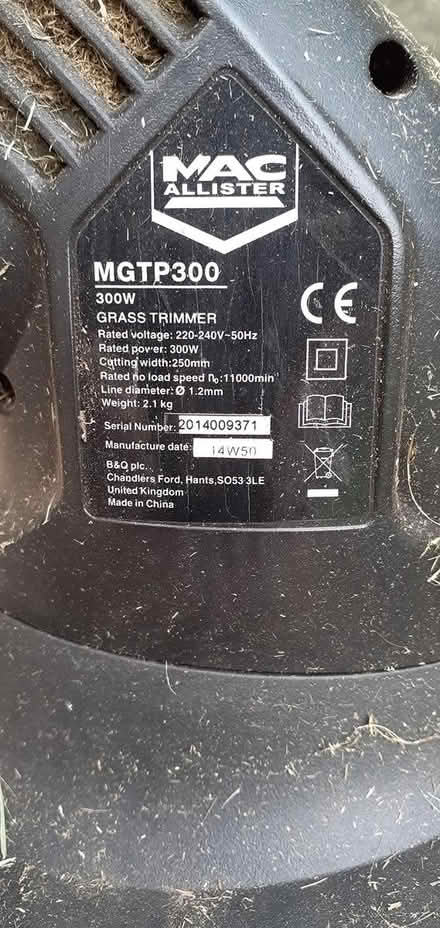 MAC
ALLISTER
MGTP300
300W
GRASS TRIMMER
Rated voltage: 220-240V~50Hz
Rated power: 300W
Cutting width:250mm
Rated no load speed n₀:11000min⁻
Line diameter: Ø 1.2mm
Weight: 2.1 kg
Serial Number: 2014009371
Manufacture date: 14W50
B&Q plc.
Chandlers Ford, Hants,SO53 3LE
United Kingdom
Made in China
CE